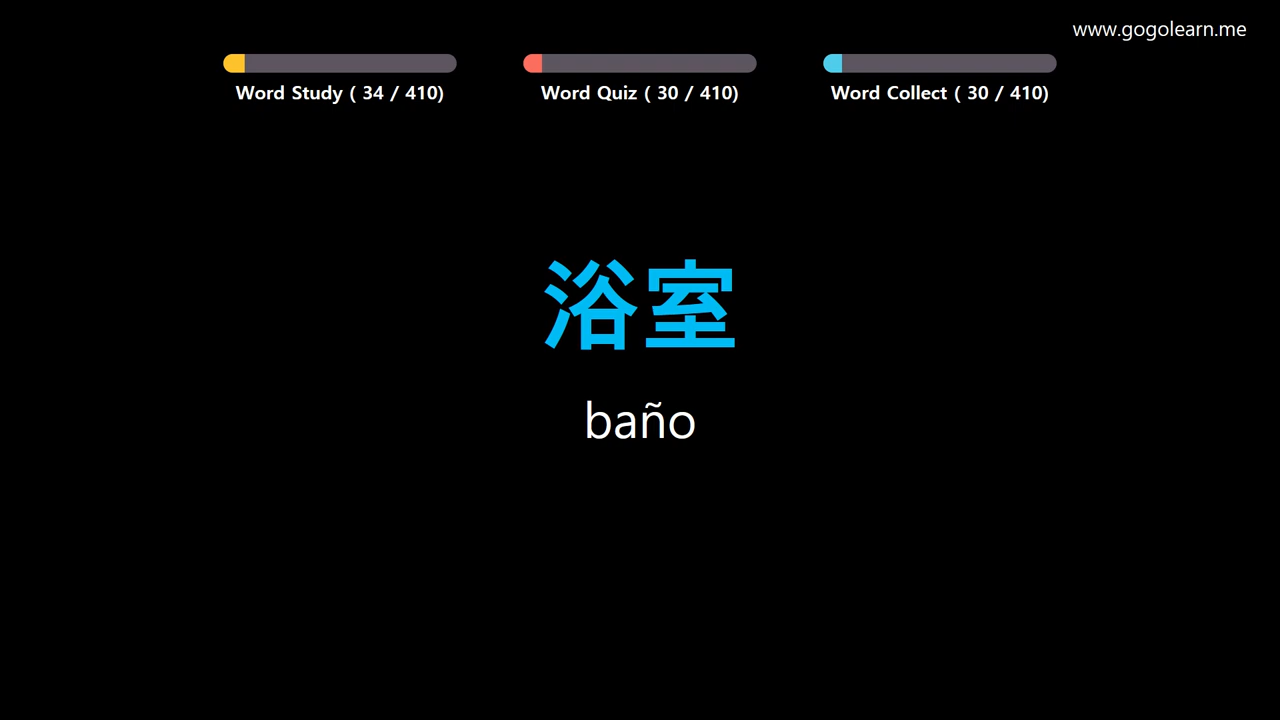 www.gogolearn.me
Word Study ( 34 / 410)
Word Quiz ( 30 / 410)
Word Collect ( 30 / 410)
浴室
baño